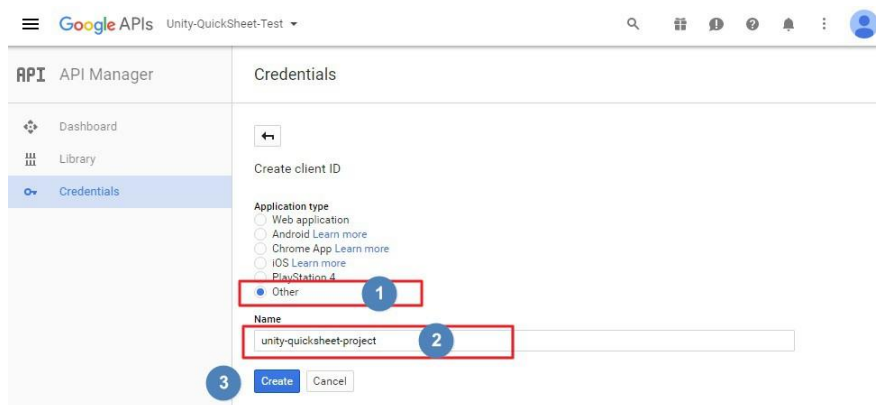 Google APIs Unity-QuickSheet-Test
API API Manager
Credentials
Dashboard
Library
Credentials
Create client ID
Application type
Web application
Android Learn more
Chrome App Learn more
iOS Learn more
PlayStation 4
Other 1
Name
unity-quicksheet-project 2
3 Create Cancel